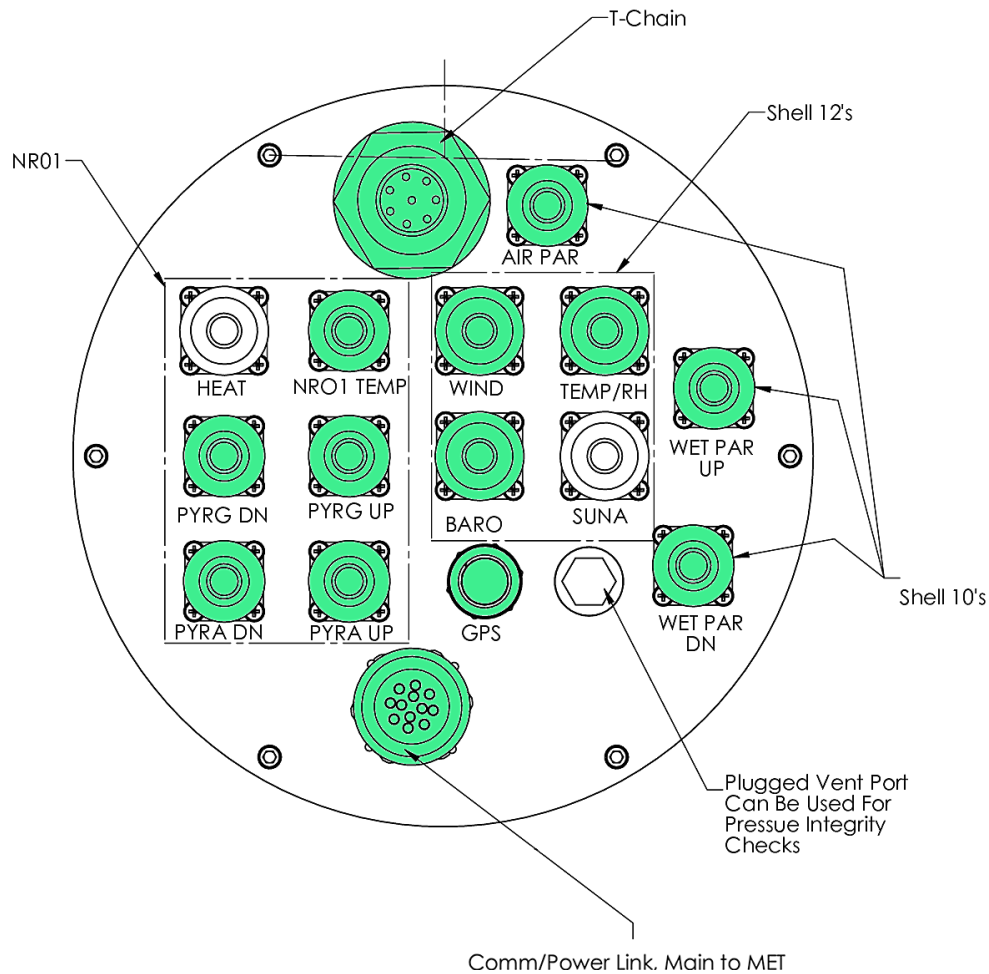 T-Chain
Shell 12's
NR01
AIR PAR
HEAT
NRO1 TEMP
WIND
TEMP/RH
WET PAR
UP
PYRG DN
PYRG UP
BARO
SUNA
Shell 10's
PYRA DN
PYRA UP
GPS
WET PAR
DN
Plugged Vent Port
Can Be Used For
Pressue Integrity
Checks
Comm/Power Link, Main to MET